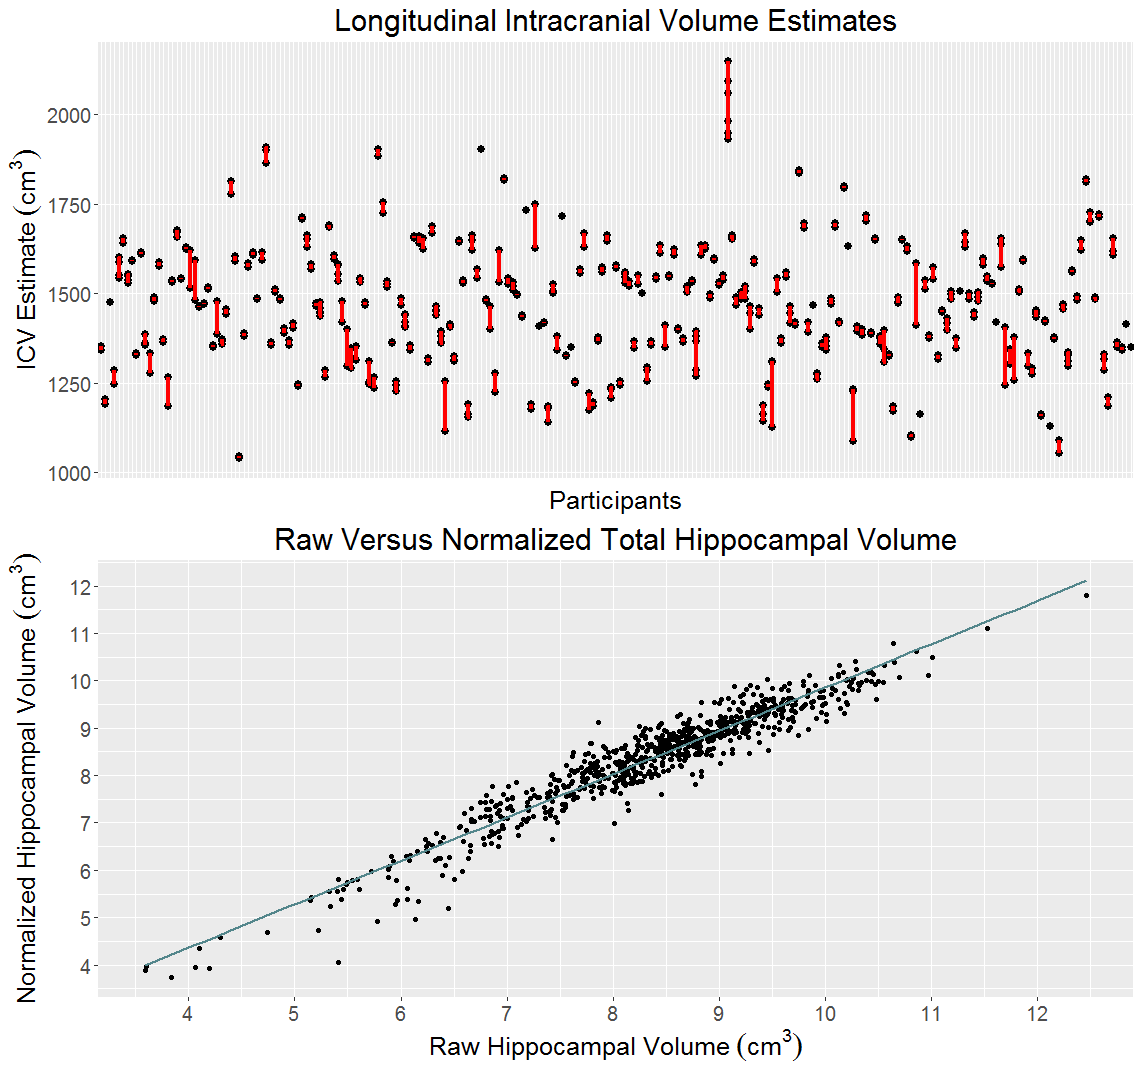 Longitudinal Intracranial Volume Estimates
ICV Estimate (cm³)
2000
1750
1500
1250
1000
Participants
Raw Versus Normalized Total Hippocampal Volume
Normalized Hippocampal Volume (cm³)
12
11
10
9
8
7
6
5
4
4 5 6 7 8 9 10 11 12
Raw Hippocampal Volume (cm³)